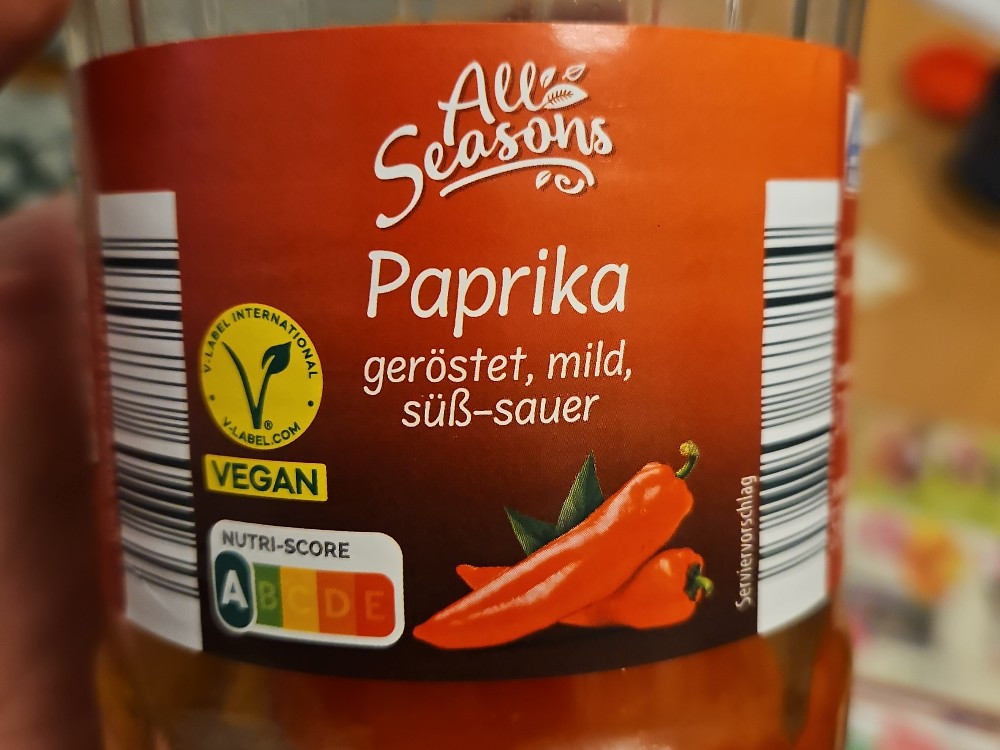 All
Seasons
Paprika
geröstet, mild,
süß-sauer
V-LABEL INTERNATIONAL
V-LABEL.COM
®
VEGAN
NUTRI-SCORE
A B C D E
Serviervorschlag